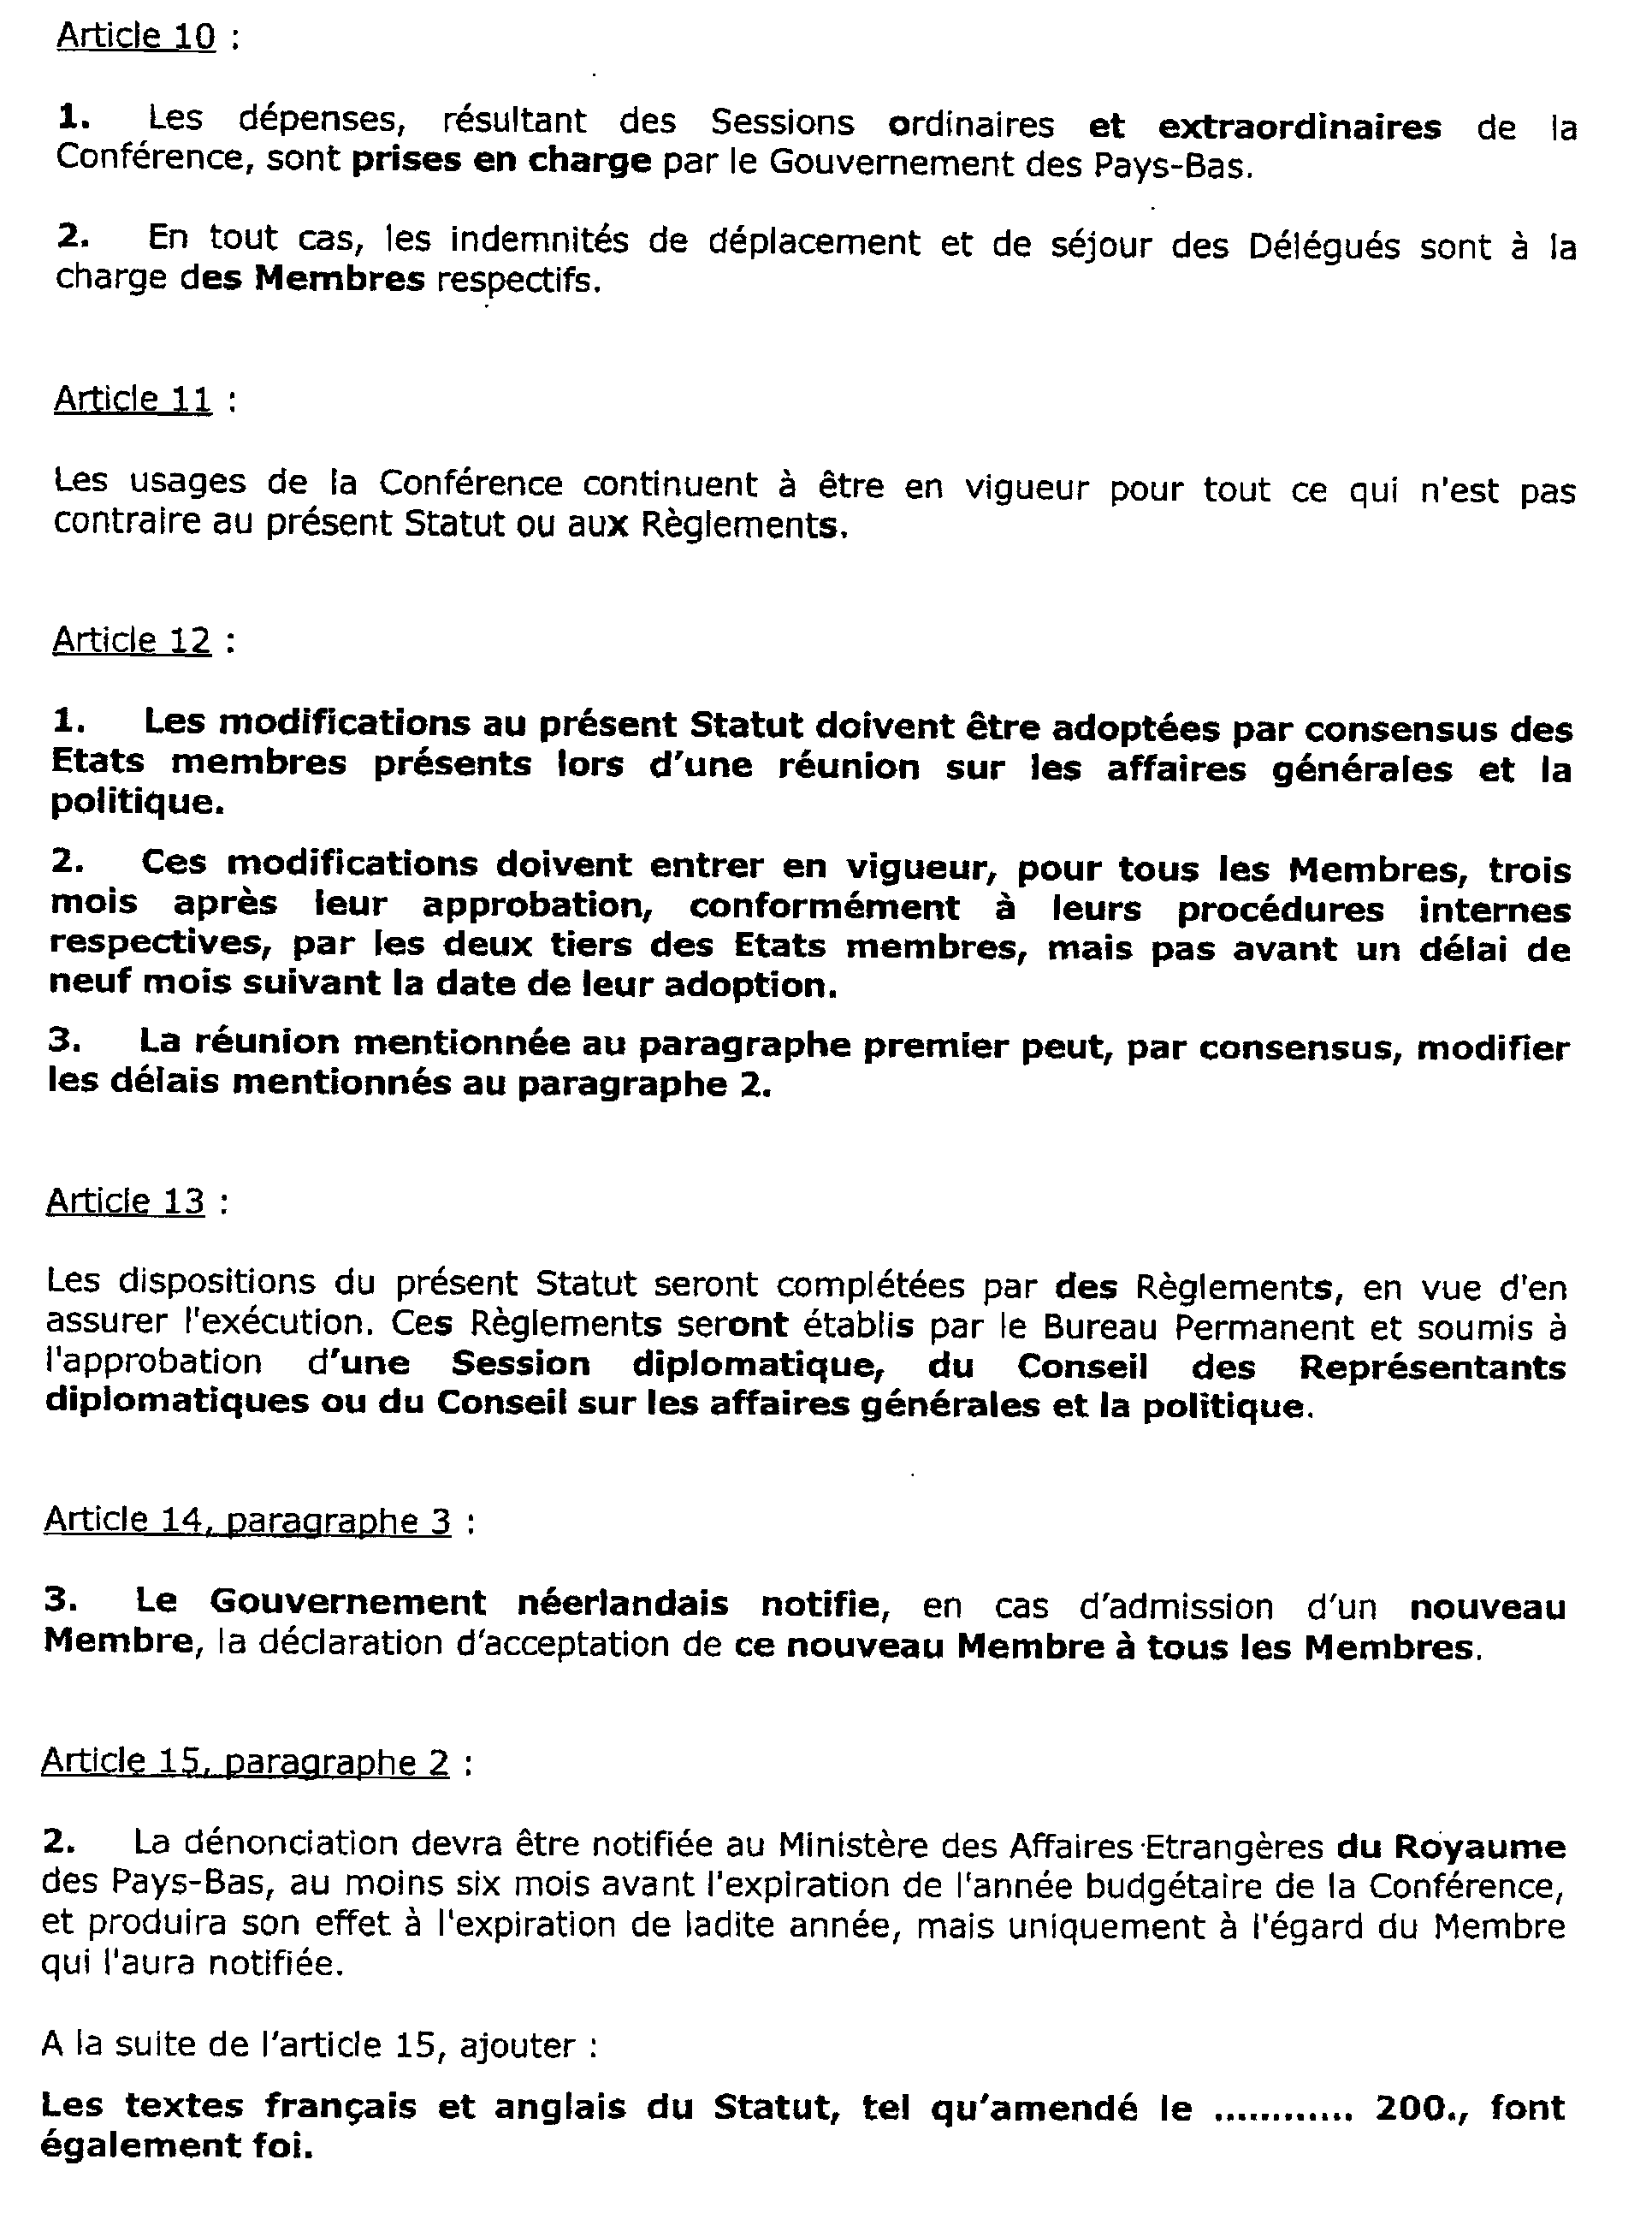 Article 10 :
1. Les dépenses, résultant des Sessions ordinaires et extraordinaires de la
Conférence, sont prises en charge par le Gouvernement des Pays-Bas.
2. En tout cas, les indemnités de déplacement et de séjour des Délégués sont à la
charge des Membres respectifs.
Article 11 :
Les usages de la Conférence continuent à être en vigueur pour tout ce qui n'est pas
contraire au présent Statut ou aux Règlements.
Article 12 :
1. Les modifications au présent Statut doivent être adoptées par consensus des
Etats membres présents lors d'une réunion sur les affaires générales et la
politique.
2. Ces modifications doivent entrer en vigueur, pour tous les Membres, trois
mois après leur approbation, conformément à leurs procédures internes
respectives, par les deux tiers des Etats membres, mais pas avant un délai de
neuf mois suivant la date de leur adoption.
3. La réunion mentionnée au paragraphe premier peut, par consensus, modifier
les délais mentionnés au paragraphe 2.
Article 13 :
Les dispositions du présent Statut seront complétées par des Règlements, en vue d'en
assurer l'exécution. Ces Règlements seront établis par le Bureau Permanent et soumis à
l'approbation d'une Session diplomatique, du Conseil des Représentants
diplomatiques ou du Conseil sur les affaires générales et la politique.
Article 14, paragraphe 3 :
3. Le Gouvernement néerlandais notifie, en cas d'admission d'un nouveau
Membre, la déclaration d'acceptation de ce nouveau Membre à tous les Membres.
Article 15, paragraphe 2 :
2. La dénonciation devra être notifiée au Ministère des Affaires Etrangères du Royaume
des Pays-Bas, au moins six mois avant l'expiration de l'année budgétaire de la Conférence,
et produira son effet à l'expiration de ladite année, mais uniquement à l'égard du Membre
qui l'aura notifiée.
A la suite de l'article 15, ajouter :
Les textes français et anglais du Statut, tel qu'amendé le ............ 200., font
également foi.